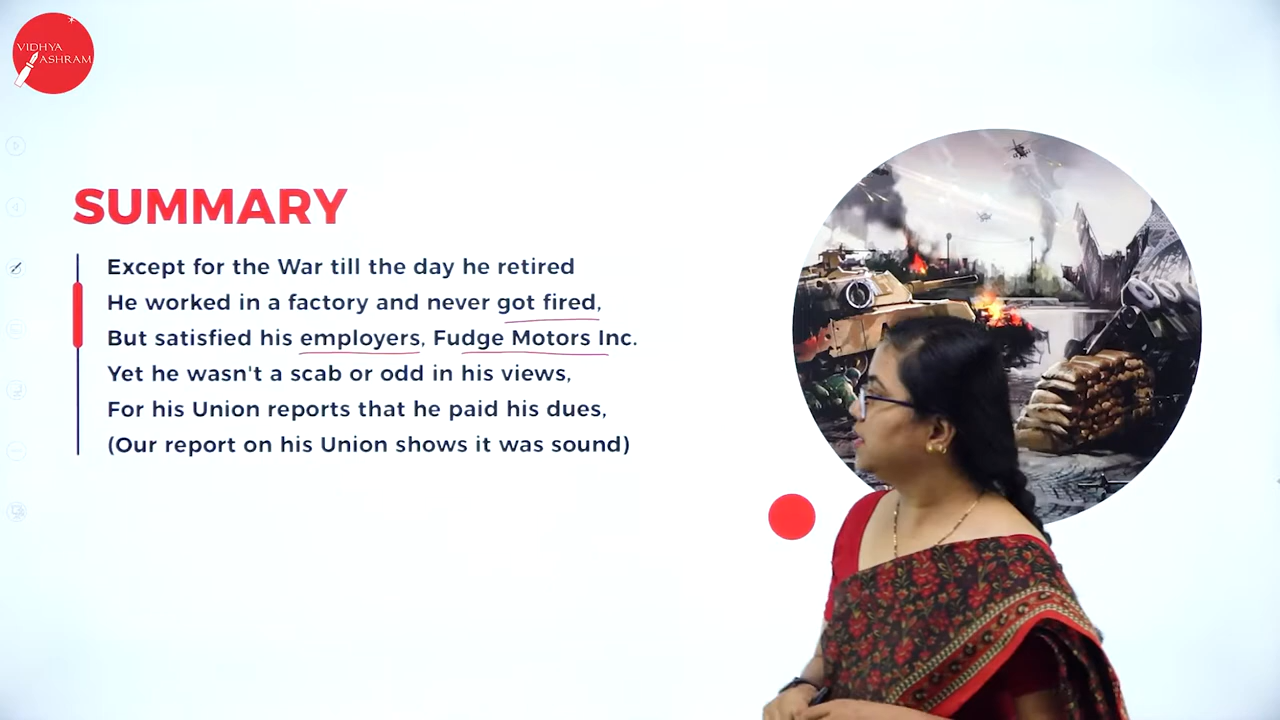 VIDHYA
ASHRAM
SUMMARY
Except for the War till the day he retired
He worked in a factory and never got fired,
But satisfied his employers, Fudge Motors Inc.
Yet he wasn't a scab or odd in his views,
For his Union reports that he paid his dues,
(Our report on his Union shows it was sound)